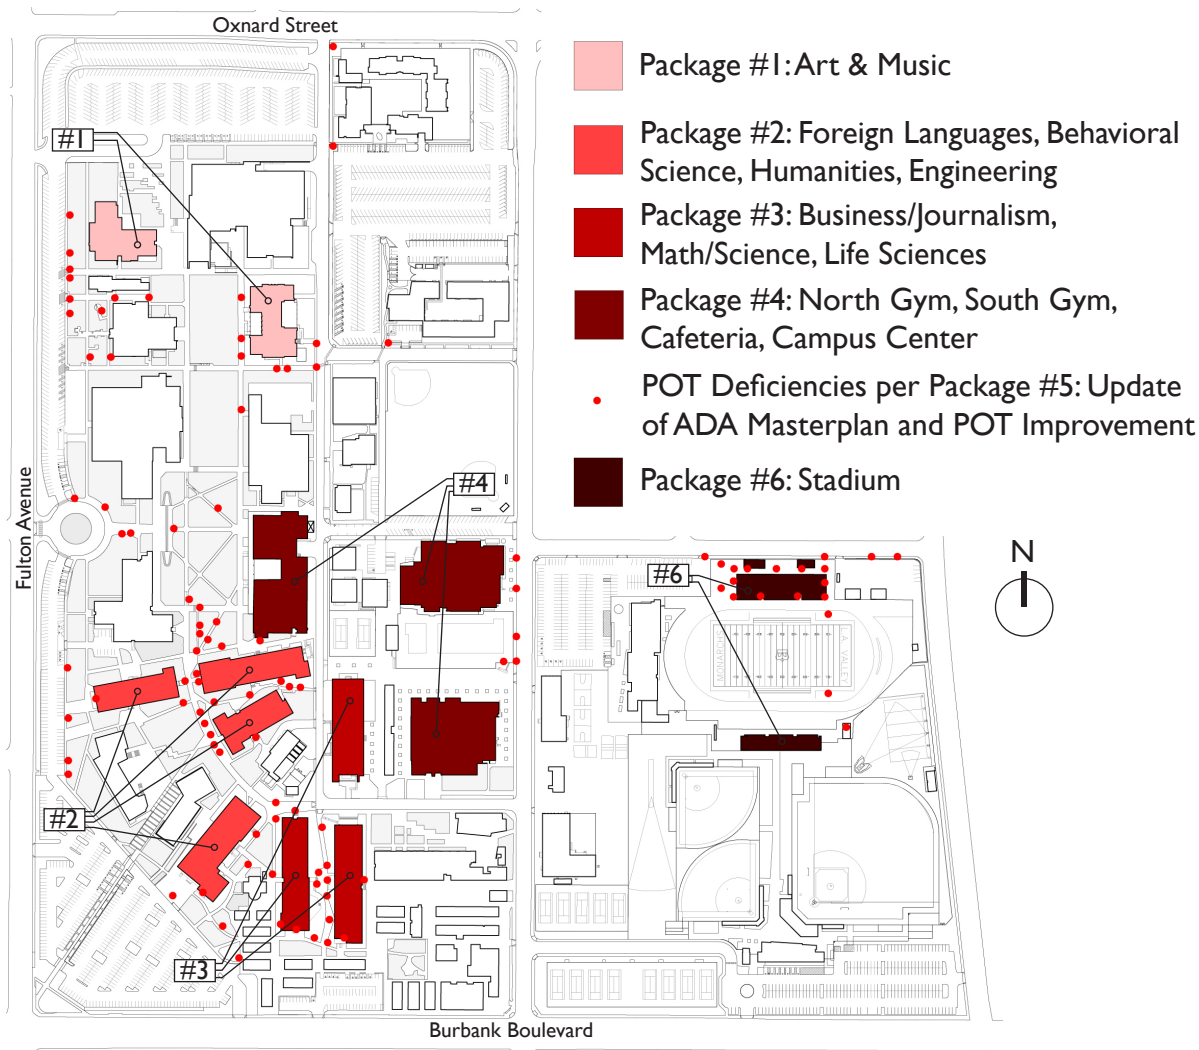 Oxnard Street
Package #1: Art & Music
#1
Package #2: Foreign Languages, Behavioral
Science, Humanities, Engineering
Package #3: Business/Journalism,
Math/Science, Life Sciences
Package #4: North Gym, South Gym,
Cafeteria, Campus Center
POT Deficiencies per Package #5: Update
of ADA Masterplan and POT Improvement
Package #6: Stadium
#4
Fulton Avenue
N
#6
MONARCHS
L.A. VALLEY
#2
#3
Burbank Boulevard